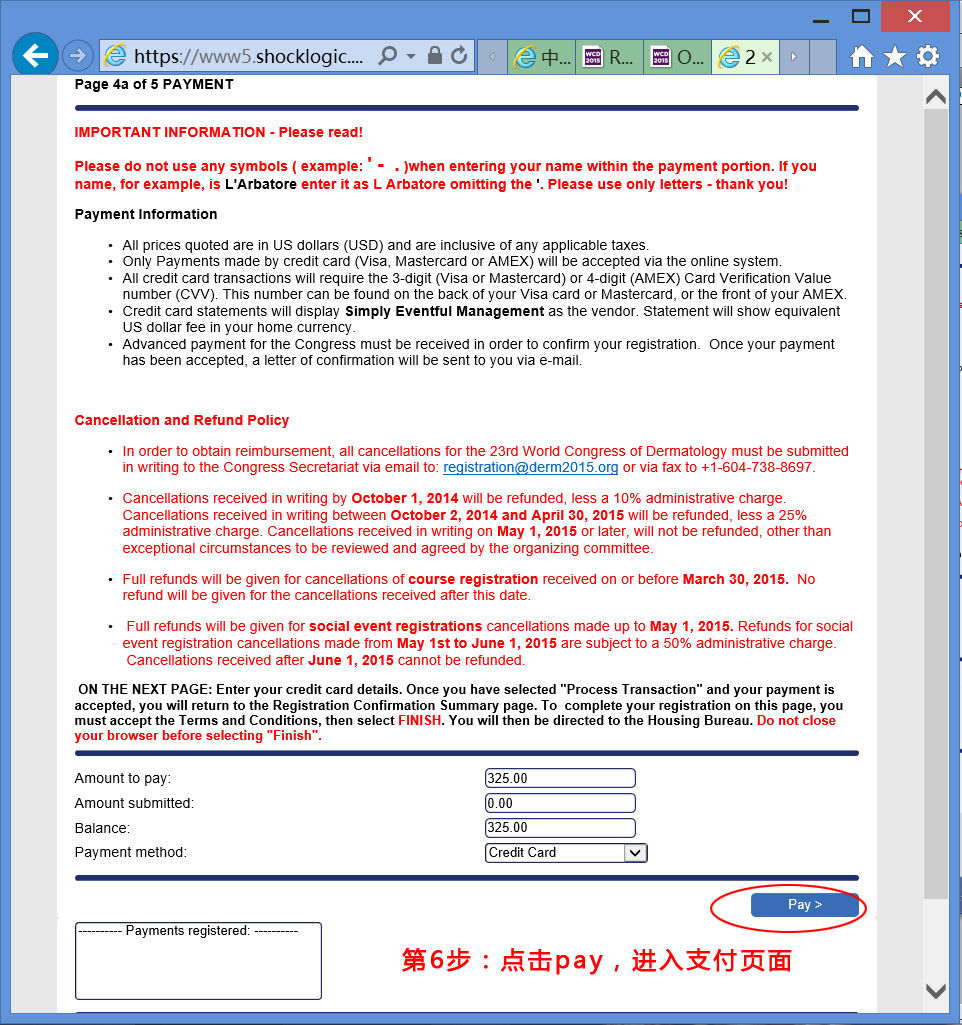 https://www5.shocklogic....
中...
WCD 2015 R...
WCD 2015 O...
2
Page 4a of 5 PAYMENT
IMPORTANT INFORMATION - Please read!
Please do not use any symbols ( example: ' - . )when entering your name within the payment portion. If you
name, for example, is L'Arbatore enter it as L Arbatore omitting the '. Please use only letters - thank you!
Payment Information
• All prices quoted are in US dollars (USD) and are inclusive of any applicable taxes.
• Only Payments made by credit card (Visa, Mastercard or AMEX) will be accepted via the online system.
• All credit card transactions will require the 3-digit (Visa or Mastercard) or 4-digit (AMEX) Card Verification Value
number (CVV). This number can be found on the back of your Visa card or Mastercard, or the front of your AMEX.
• Credit card statements will display Simply Eventful Management as the vendor. Statement will show equivalent
US dollar fee in your home currency.
• Advanced payment for the Congress must be received in order to confirm your registration. Once your payment
has been accepted, a letter of confirmation will be sent to you via e-mail.
Cancellation and Refund Policy
• In order to obtain reimbursement, all cancellations for the 23rd World Congress of Dermatology must be submitted
in writing to the Congress Secretariat via email to: registration@derm2015.org or via fax to +1-604-738-8697.
• Cancellations received in writing by October 1, 2014 will be refunded, less a 10% administrative charge.
Cancellations received in writing between October 2, 2014 and April 30, 2015 will be refunded, less a 25%
administrative charge. Cancellations received in writing on May 1, 2015 or later, will not be refunded, other than
exceptional circumstances to be reviewed and agreed by the organizing committee.
• Full refunds will be given for cancellations of course registration received on or before March 30, 2015. No
refund will be given for the cancellations received after this date.
• Full refunds will be given for social event registrations cancellations made up to May 1, 2015. Refunds for social
event registration cancellations made from May 1st to June 1, 2015 are subject to a 50% administrative charge.
Cancellations received after June 1, 2015 cannot be refunded.
ON THE NEXT PAGE: Enter your credit card details. Once you have selected "Process Transaction" and your payment is
accepted, you will return to the Registration Confirmation Summary page. To complete your registration on this page, you
must accept the Terms and Conditions, then select FINISH. You will then be directed to the Housing Bureau. Do not close
your browser before selecting "Finish".
Amount to pay: 325.00
Amount submitted: 0.00
Balance: 325.00
Payment method: Credit Card
Pay >
---------- Payments registered: ----------
第6步：点击pay，进入支付页面